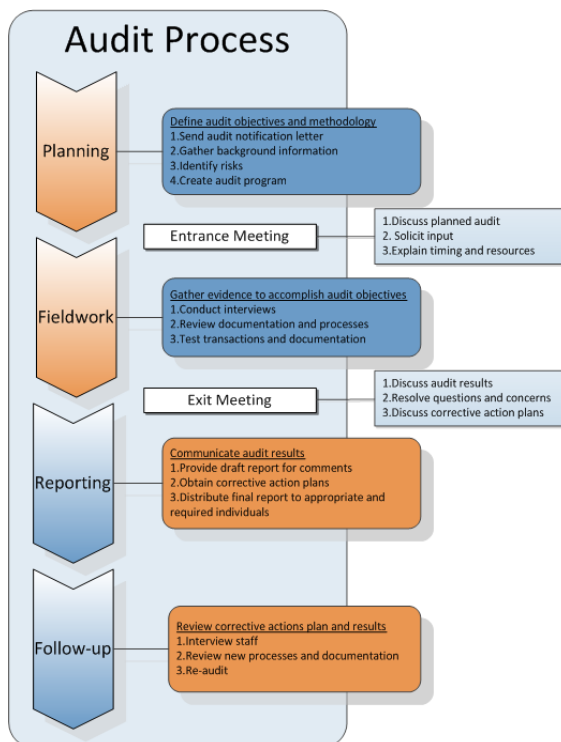 Audit Process
Planning
Define audit objectives and methodology
1.Send audit notification letter
2.Gather background information
3.Identify risks
4.Create audit program
Entrance Meeting
1.Discuss planned audit
2. Solicit input
3.Explain timing and resources
Fieldwork
Gather evidence to accomplish audit objectives
1.Conduct interviews
2.Review documentation and processes
3.Test transactions and documentation
Exit Meeting
1.Discuss audit results
2.Resolve questions and concerns
3.Discuss corrective action plans
Reporting
Communicate audit results
1.Provide draft report for comments
2.Obtain corrective action plans
3.Distribute final report to appropriate and
required individuals
Follow-up
Review corrective actions plan and results
1.Interview staff
2.Review new processes and documentation
3.Re-audit